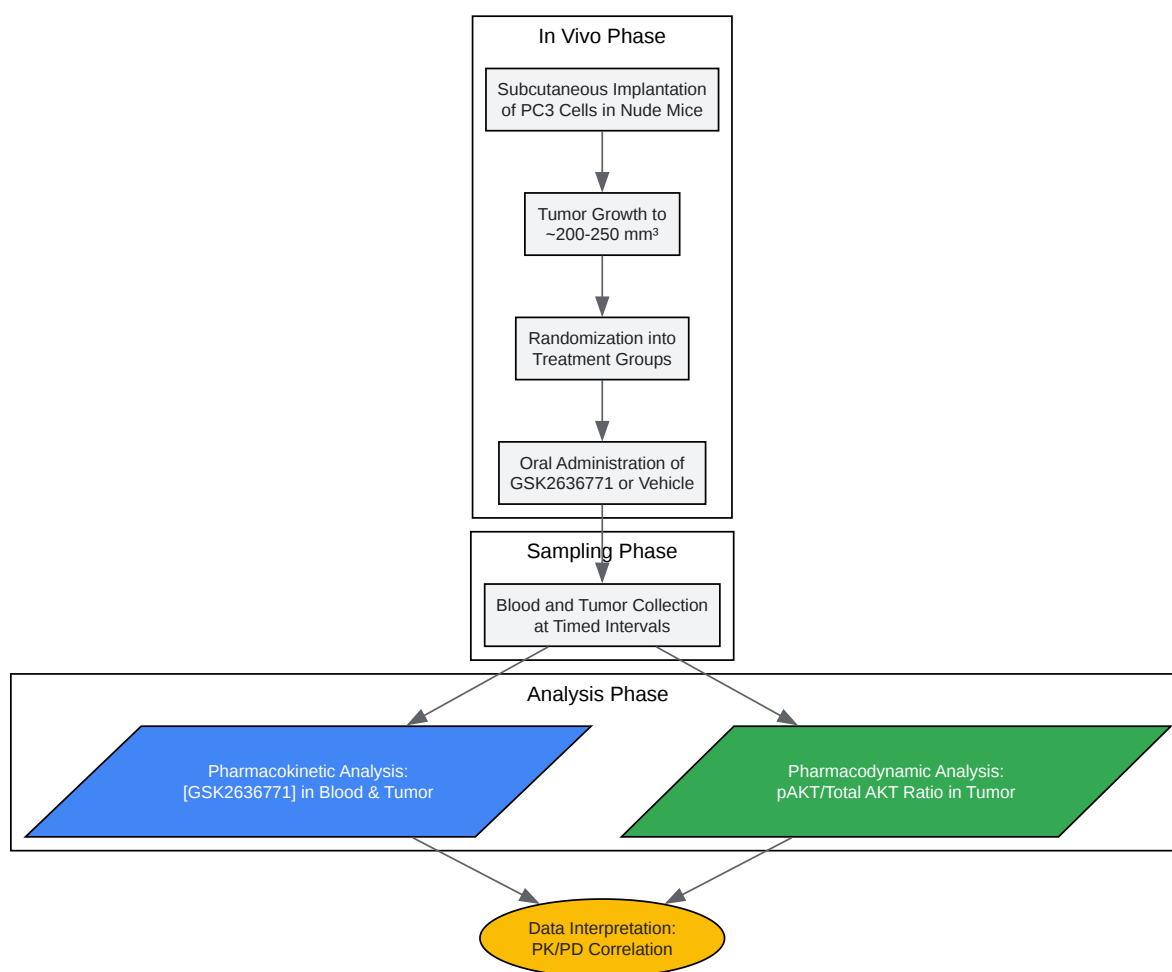 In Vivo Phase
Subcutaneous Implantation
of PC3 Cells in Nude Mice
Tumor Growth to
~200-250 mm³
Randomization into
Treatment Groups
Oral Administration of
GSK2636771 or Vehicle
Sampling Phase
Blood and Tumor Collection
at Timed Intervals
Analysis Phase
Pharmacokinetic Analysis:
[GSK2636771] in Blood & Tumor
Pharmacodynamic Analysis:
pAKT/Total AKT Ratio in Tumor
Data Interpretation:
PK/PD Correlation